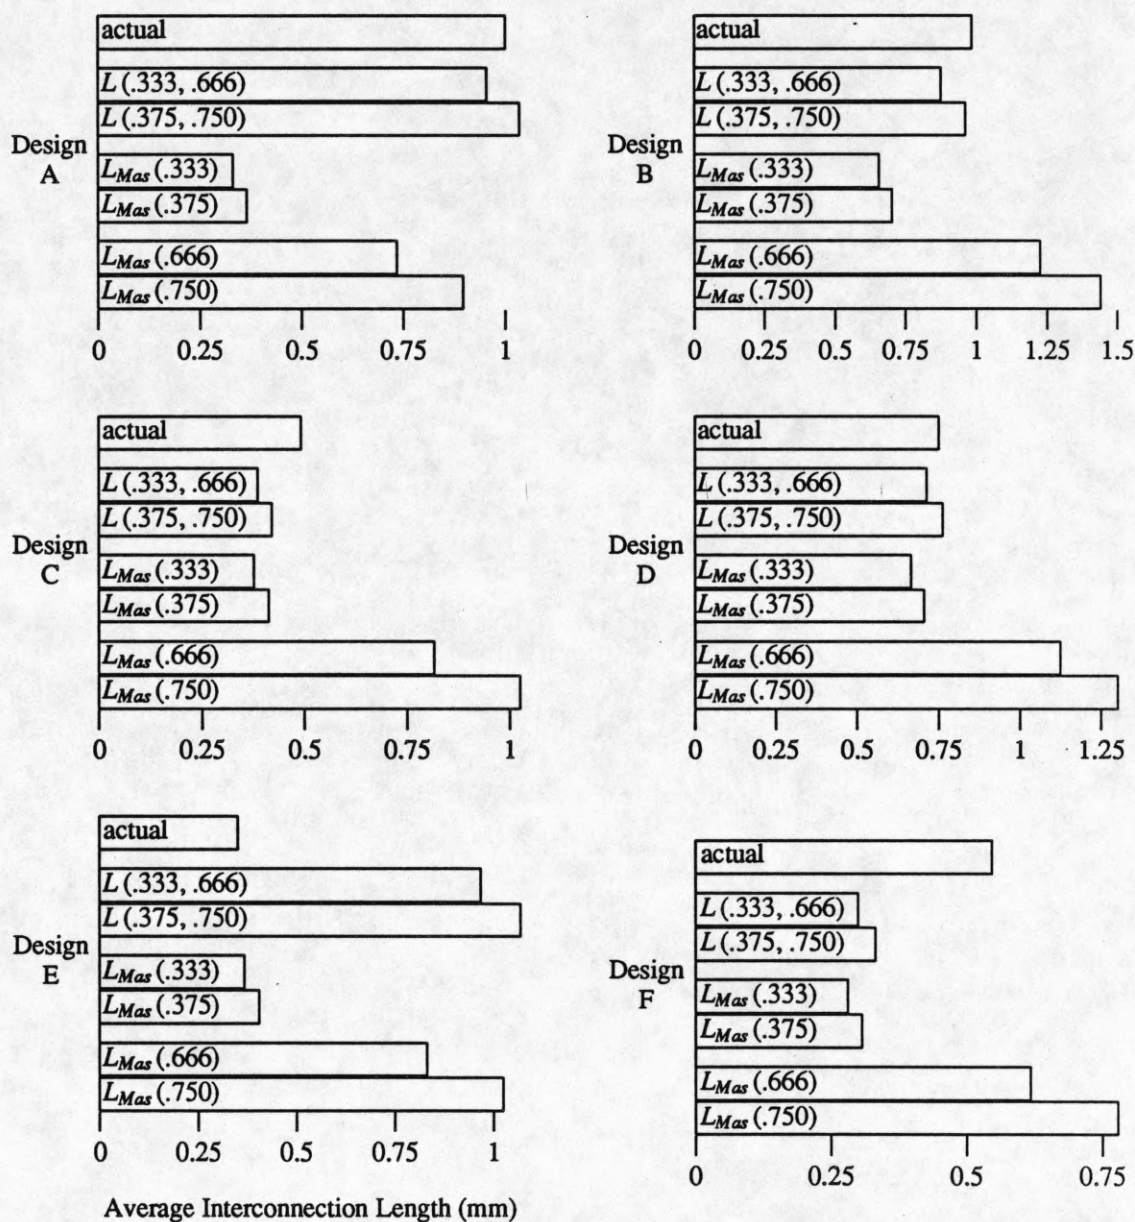 actual
L (.333, .666)
L (.375, .750)
Design
A
L_Mas (.333)
L_Mas (.375)
L_Mas (.666)
L_Mas (.750)
0 0.25 0.5 0.75 1
actual
L (.333, .666)
L (.375, .750)
Design
B
L_Mas (.333)
L_Mas (.375)
L_Mas (.666)
L_Mas (.750)
0 0.25 0.5 0.75 1 1.25 1.5
actual
L (.333, .666)
L (.375, .750)
Design
C
L_Mas (.333)
L_Mas (.375)
L_Mas (.666)
L_Mas (.750)
0 0.25 0.5 0.75 1
actual
L (.333, .666)
L (.375, .750)
Design
D
L_Mas (.333)
L_Mas (.375)
L_Mas (.666)
L_Mas (.750)
0 0.25 0.5 0.75 1 1.25
actual
L (.333, .666)
L (.375, .750)
Design
E
L_Mas (.333)
L_Mas (.375)
L_Mas (.666)
L_Mas (.750)
0 0.25 0.5 0.75 1
actual
L (.333, .666)
L (.375, .750)
Design
F
L_Mas (.333)
L_Mas (.375)
L_Mas (.666)
L_Mas (.750)
0 0.25 0.5 0.75
Average Interconnection Length (mm)